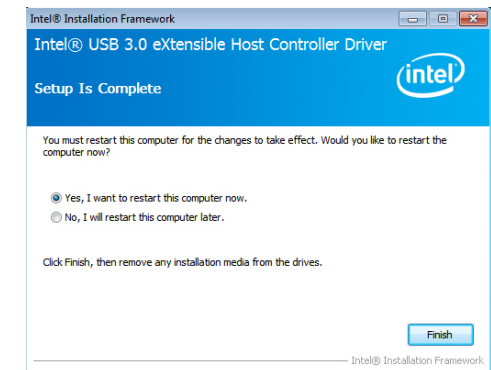 Intel® Installation Framework
Intel® USB 3.0 eXtensible Host Controller Driver
intel®
Setup Is Complete
You must restart this computer for the changes to take effect. Would you like to restart the
computer now?
Yes, I want to restart this computer now.
No, I will restart this computer later.
Click Finish, then remove any installation media from the drives.
Finish
Intel® Installation Framework